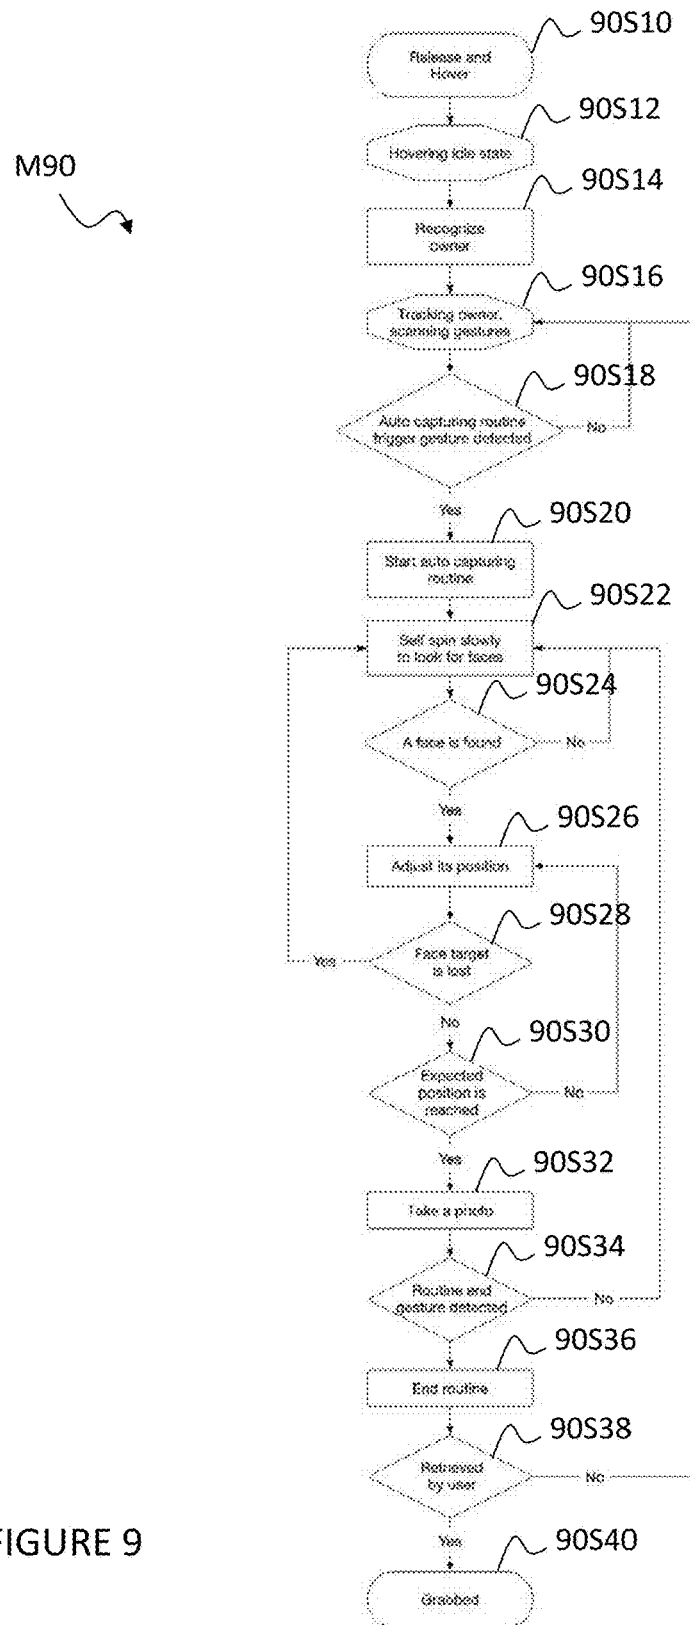 90S10
Release and
Hover
90S12
Hovering idle state
M90
90S14
Recognize
owner
90S16
Tracking owner,
scanning gestures
90S18
Auto capturing routine
trigger gesture detected
No
Yes
90S20
Start auto capturing
routine
90S22
Self spin slowly
to look for faces
90S24
A face is found
No
Yes
90S26
Adjust its position
90S28
Face target
is lost
Yes
No
90S30
Expected
position is
reached
No
Yes
90S32
Take a photo
90S34
Routine end
gesture detected
No
90S36
End routine
90S38
Retrieved
by user
No
Yes
FIGURE 9
90S40
Grabbed